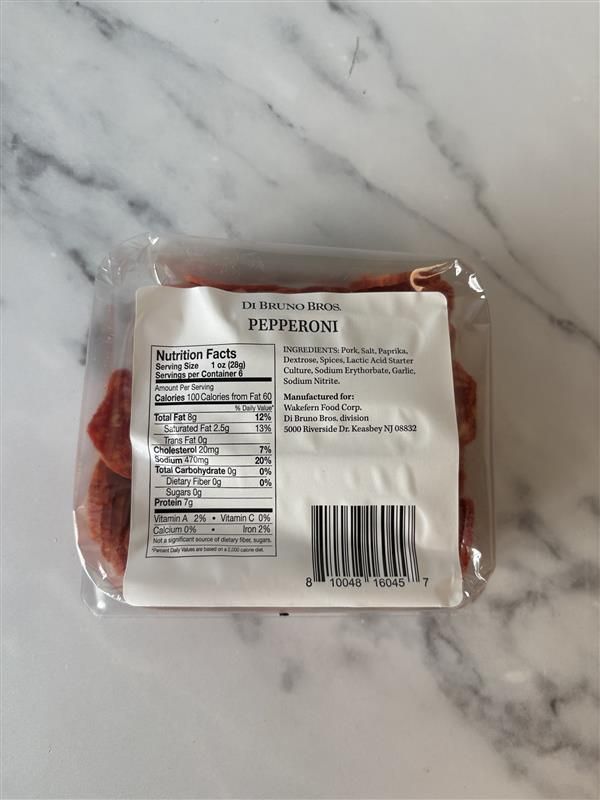 DI BRUNO BROS.
PEPPERONI
Nutrition Facts
Serving Size 1 oz (28g)
Servings per Container 6
Amount Per Serving
Calories 100 Calories from Fat 60
% Daily Value*
Total Fat 8g 12%
Saturated Fat 2.5g 13%
Trans Fat 0g
Cholesterol 20mg 7%
Sodium 470mg 20%
Total Carbohydrate 0g 0%
Dietary Fiber 0g 0%
Sugars 0g
Protein 7g
Vitamin A 2% • Vitamin C 0%
Calcium 0% • Iron 2%
Not a significant source of dietary fiber, sugars.
*Percent Daily Values are based on a 2,000 calorie diet.
INGREDIENTS: Pork, Salt, Paprika,
Dextrose, Spices, Lactic Acid Starter
Culture, Sodium Erythorbate, Garlic,
Sodium Nitrite.
Manufactured for:
Wakefern Food Corp.
Di Bruno Bros. division
5000 Riverside Dr. Keasbey NJ 08832
8 10048 16045 7